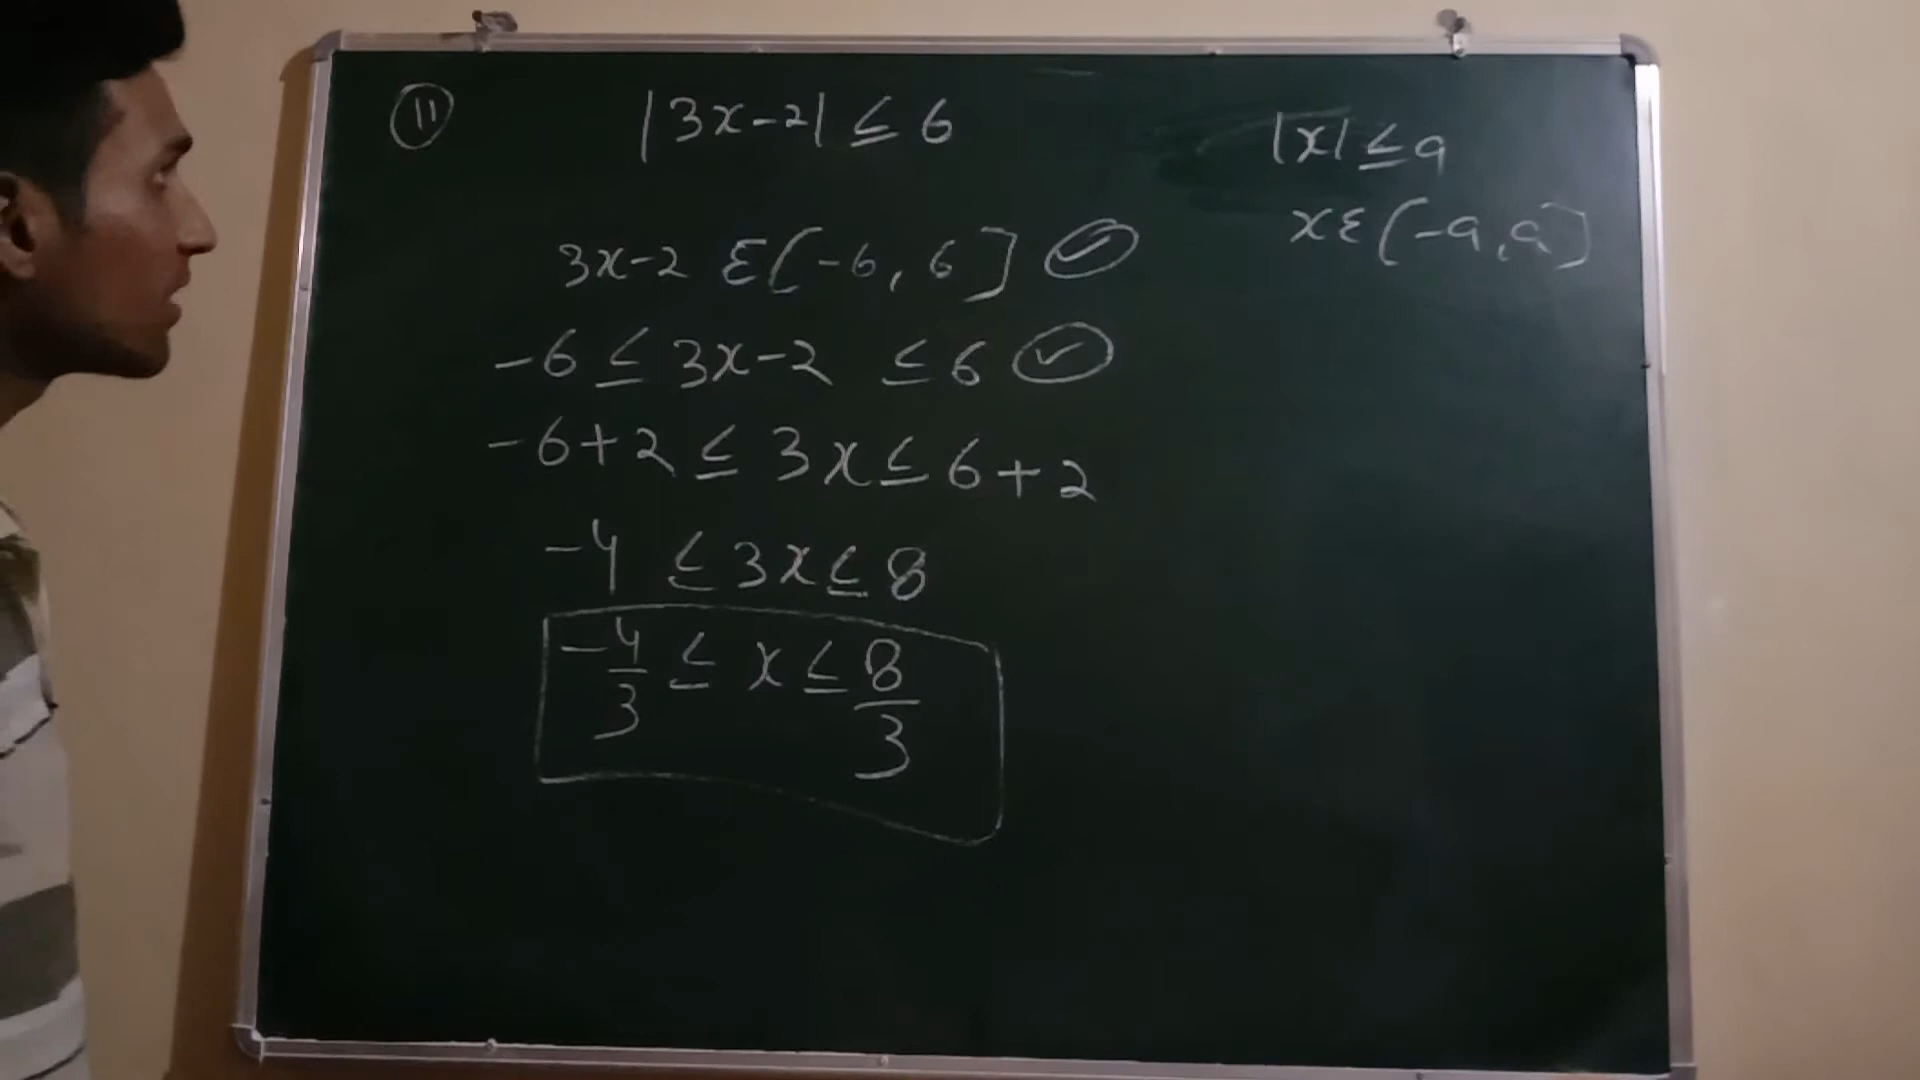 11
|3x-2| ≤ 6
|x| ≤ a
x ε [-a, a]
3x-2 ε [-6, 6] ✓
-6 ≤ 3x-2 ≤ 6 ✓
-6+2 ≤ 3x ≤ 6+2
-4 ≤ 3x ≤ 8
-4/3 ≤ x ≤ 8/3